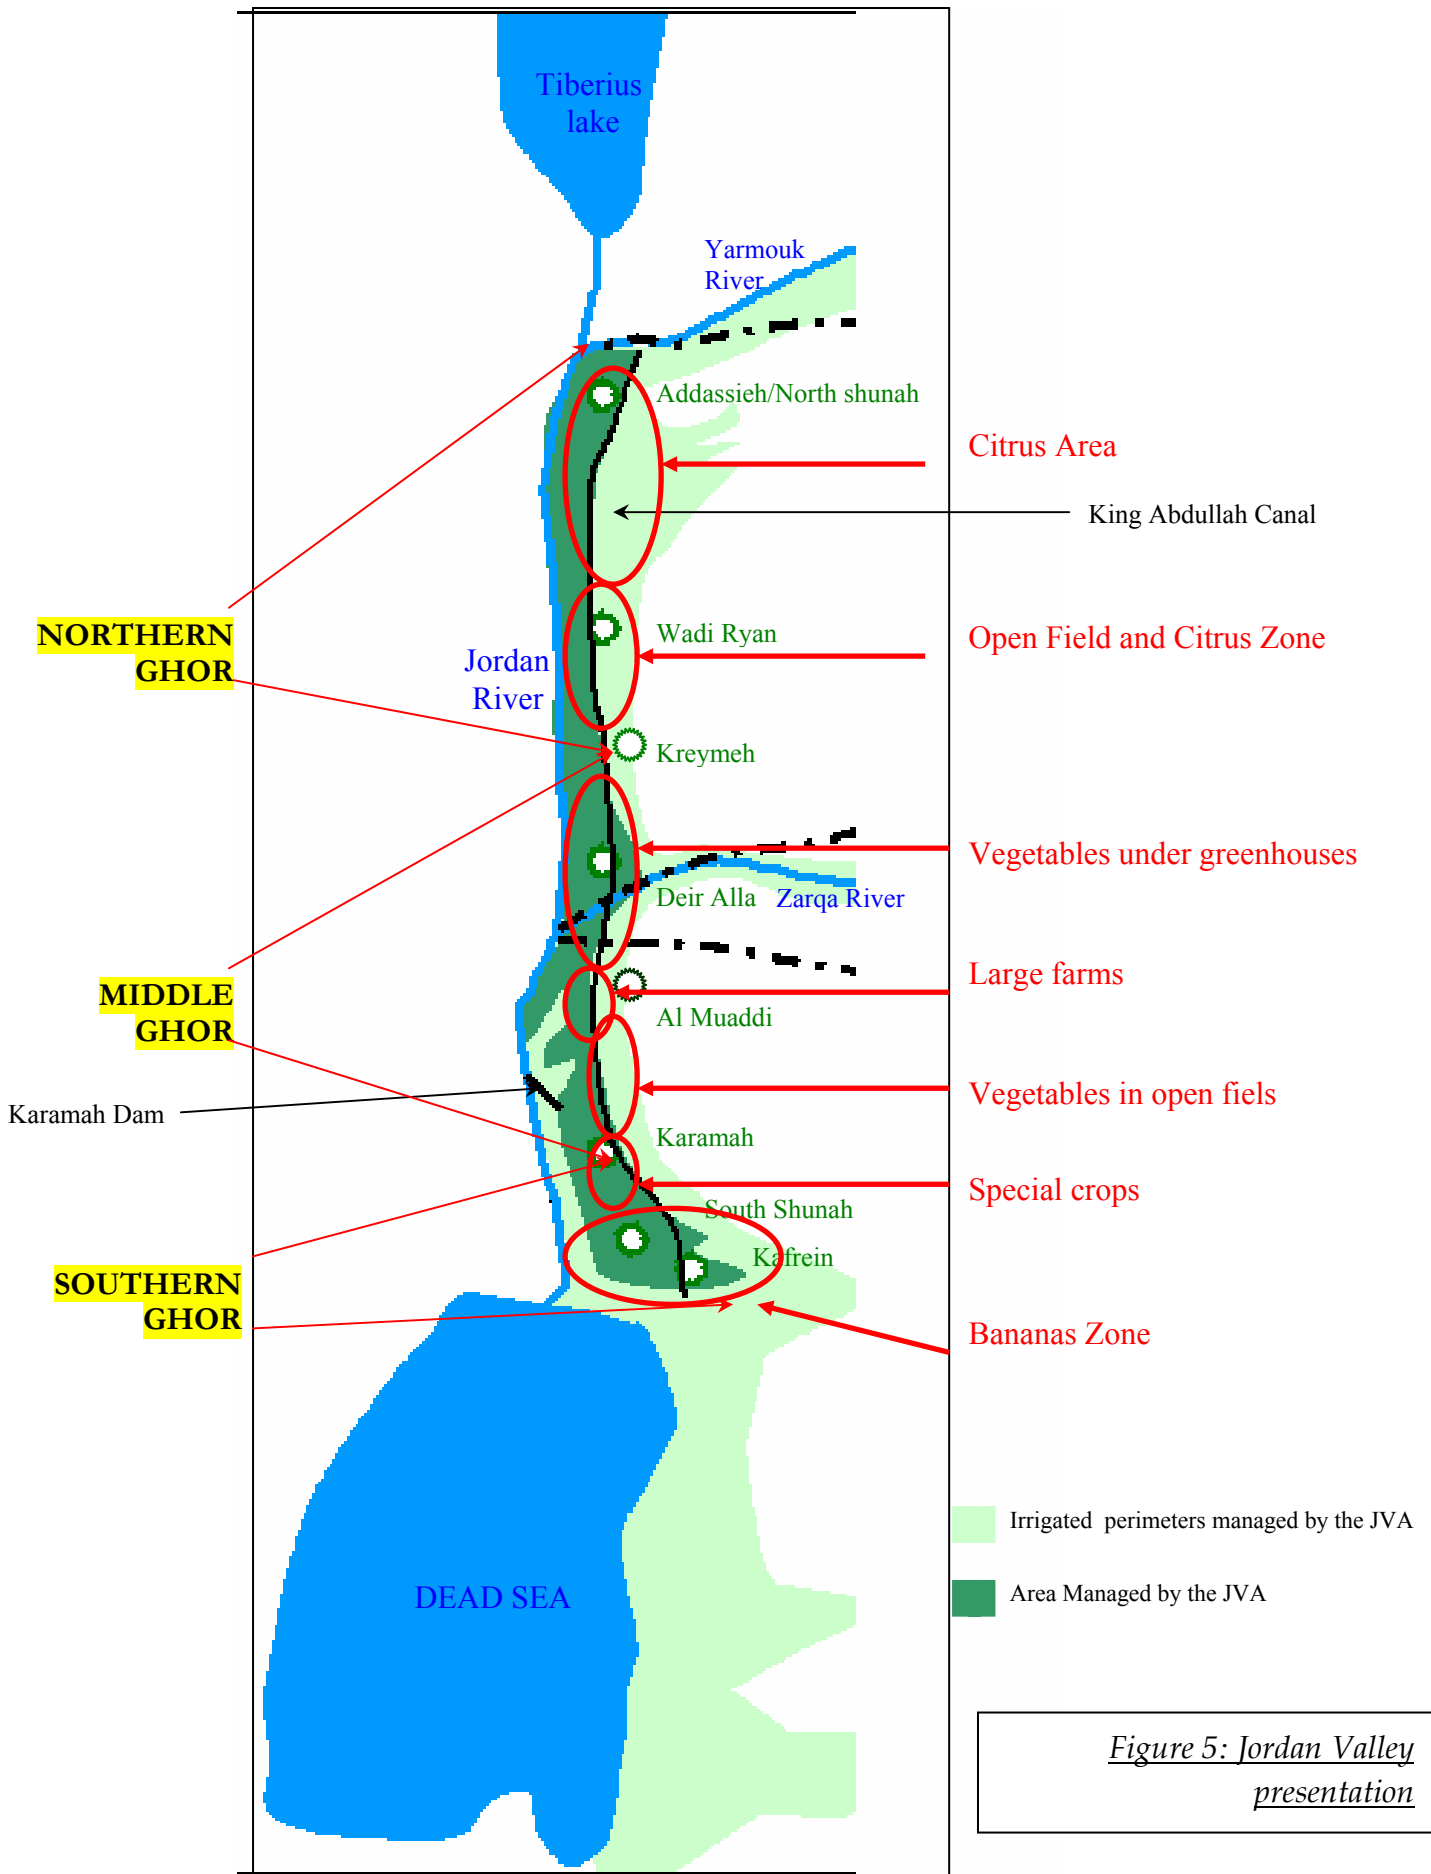 Tiberius
lake
Yarmouk
River
Addassieh/North shunah
Citrus Area
King Abdullah Canal
NORTHERN
GHOR
Wadi Ryan
Open Field and Citrus Zone
Jordan
River
Kreymeh
Vegetables under greenhouses
Deir Alla
Zarqa River
MIDDLE
GHOR
Large farms
Al Muaddi
Karamah Dam
Vegetables in open fiels
Karamah
Special crops
South Shunah
Kafrein
SOUTHERN
GHOR
Bananas Zone
Irrigated perimeters managed by the JVA
DEAD SEA
Area Managed by the JVA
Figure 5: Jordan Valley
presentation